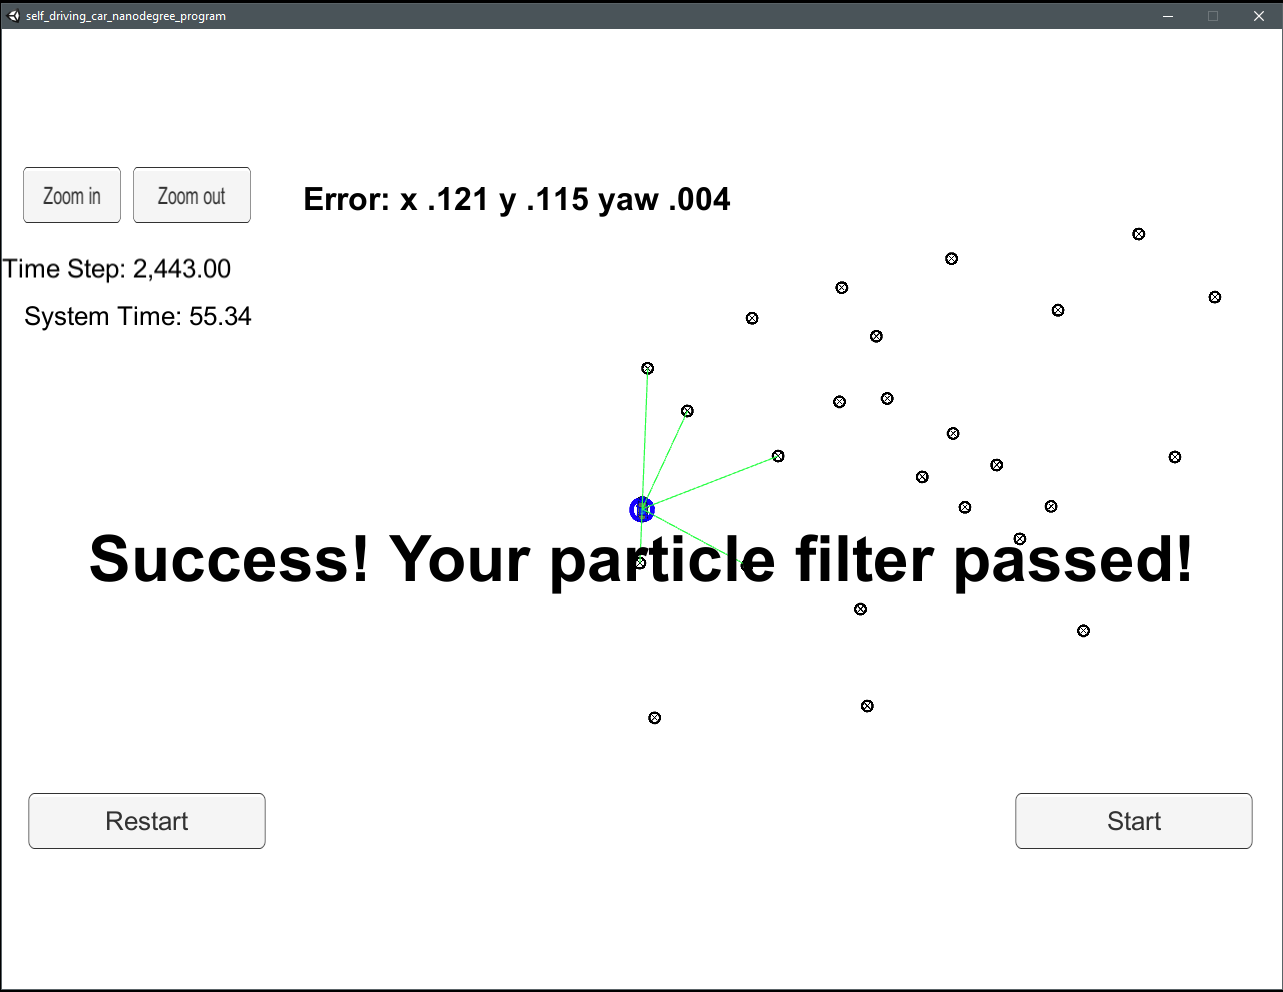 self_driving_car_nanodegree_program
Zoom in
Zoom out
Error: x .121 y .115 yaw .004
Time Step: 2,443.00
System Time: 55.34
Success! Your particle filter passed!
Restart
Start